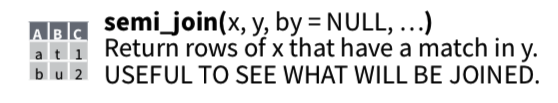 semi_join(x, y, by = NULL, …)
A B C
a t 1
b u 2
Return rows of x that have a match in y.
USEFUL TO SEE WHAT WILL BE JOINED.